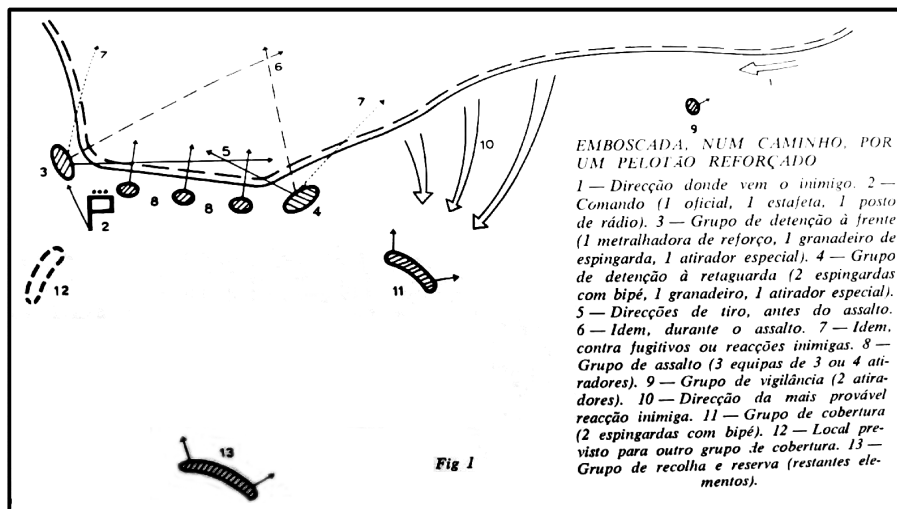 7
6
7
1
9
10
5
3
8
8
4
2
12
11
13
Fig 1
EMBOSCADA, NUM CAMINHO, POR
UM PELOTÃO REFORÇADO
1 — Direcção donde vem o inimigo. 2 —
Comando (1 oficial, 1 estafeta, 1 posto
de rádio). 3 — Grupo de detenção à frente
(1 metralhadora de reforço, 1 granadeiro de
espingarda, 1 atirador especial). 4 — Grupo
de detenção à retaguarda (2 espingardas
com bipé, 1 granadeiro, 1 atirador especial).
5 — Direcções de tiro, antes do assalto.
6 — Idem, durante o assalto. 7 — Idem,
contra fugitivos ou reacções inimigas. 8 —
Grupo de assalto (3 equipas de 3 ou 4 ati-
radores). 9 — Grupo de vigilância (2 atira-
dores). 10 — Direcção da mais provável
reacção inimiga. 11 — Grupo de cobertura
(2 espingardas com bipé). 12 — Local pre-
visto para outro grupo de cobertura. 13 —
Grupo de recolha e reserva (restantes ele-
mentos).